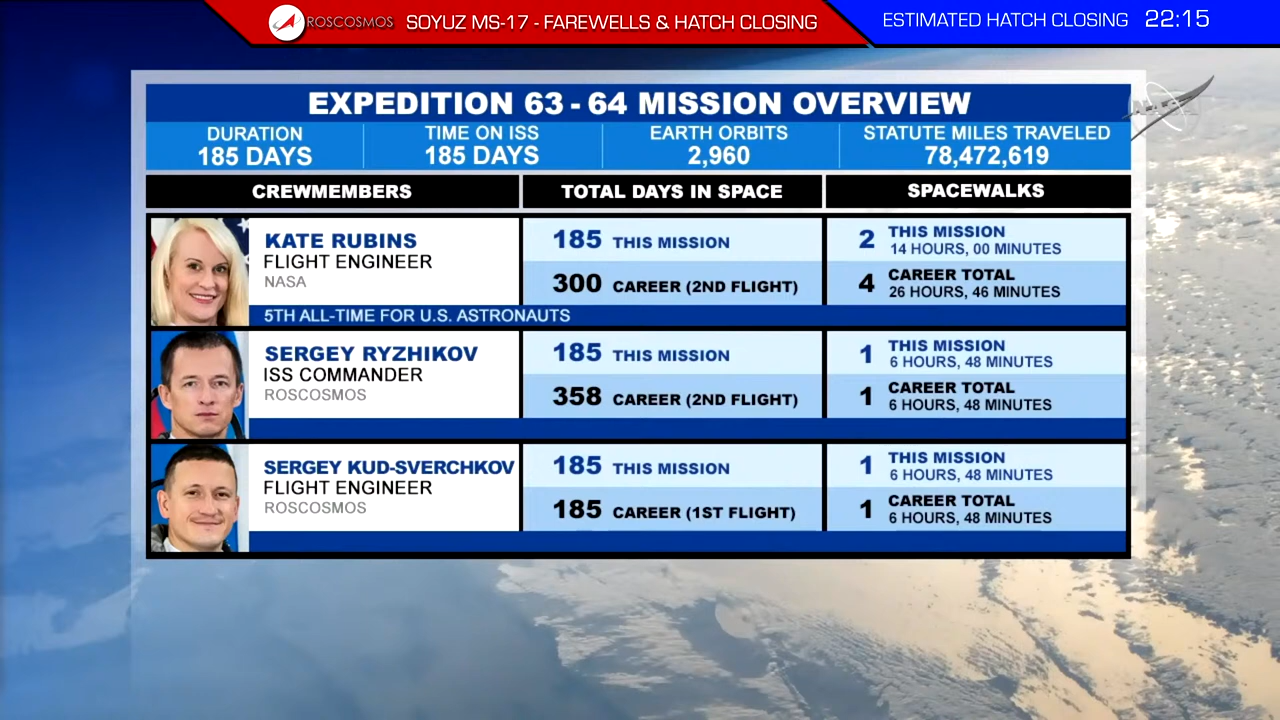 ROSCOSMOS SOYUZ MS-17 - FAREWELLS & HATCH CLOSING
ESTIMATED HATCH CLOSING 22:15
EXPEDITION 63 - 64 MISSION OVERVIEW
DURATION
185 DAYS
TIME ON ISS
185 DAYS
EARTH ORBITS
2,960
STATUTE MILES TRAVELED
78,472,619
CREWMEMBERS
TOTAL DAYS IN SPACE
SPACEWALKS
KATE RUBINS
FLIGHT ENGINEER
NASA
185 THIS MISSION
300 CAREER (2ND FLIGHT)
2 THIS MISSION
14 HOURS, 00 MINUTES
4 CAREER TOTAL
26 HOURS, 46 MINUTES
5TH ALL-TIME FOR U.S. ASTRONAUTS
SERGEY RYZHIKOV
ISS COMMANDER
ROSCOSMOS
185 THIS MISSION
358 CAREER (2ND FLIGHT)
1 THIS MISSION
6 HOURS, 48 MINUTES
1 CAREER TOTAL
6 HOURS, 48 MINUTES
SERGEY KUD-SVERCHKOV
FLIGHT ENGINEER
ROSCOSMOS
185 THIS MISSION
185 CAREER (1ST FLIGHT)
1 THIS MISSION
6 HOURS, 48 MINUTES
1 CAREER TOTAL
6 HOURS, 48 MINUTES